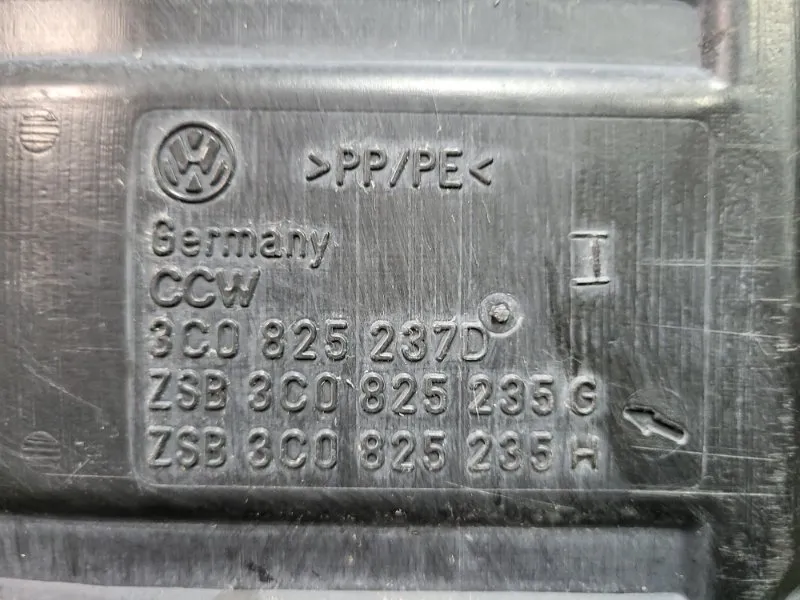 >PP/PE<
Germany
CCW
I
3C0 825 237D
ZSB 3C0 825 235 G
ZSB 3C0 825 235 H